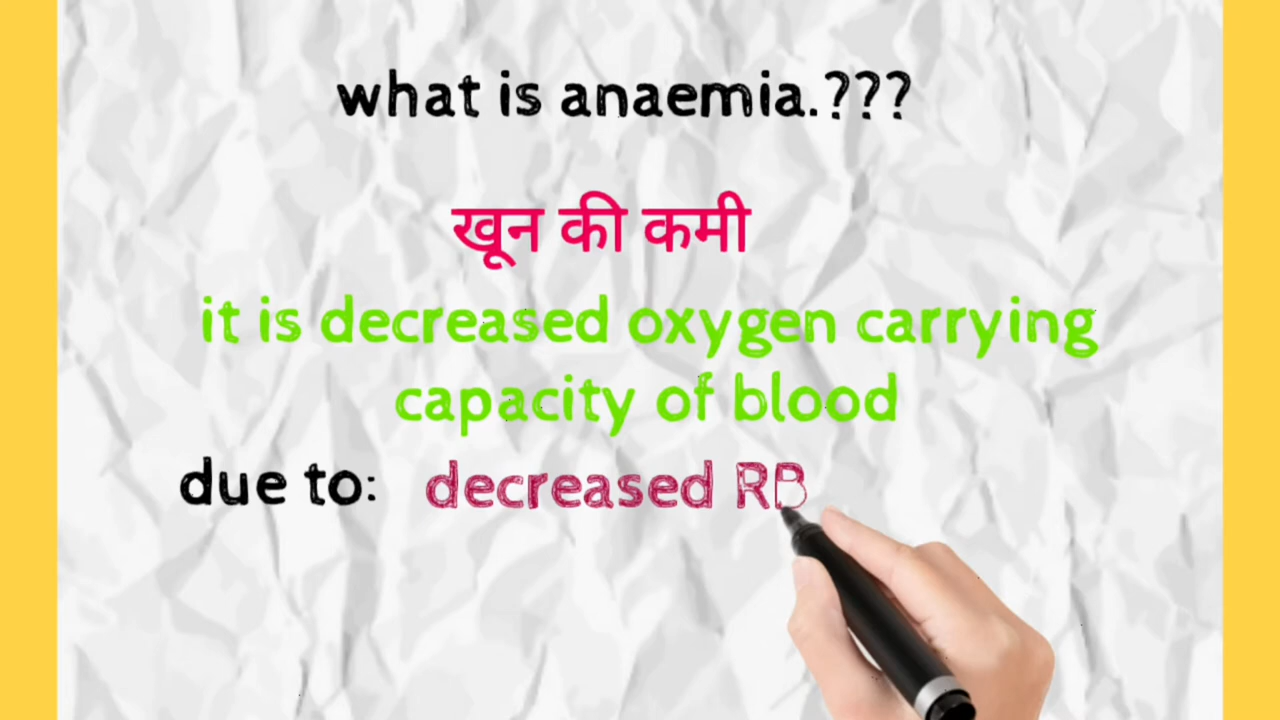 what is anaemia.???
खून की कमी
it is decreased oxygen carrying
capacity of blood
due to: decreased RB